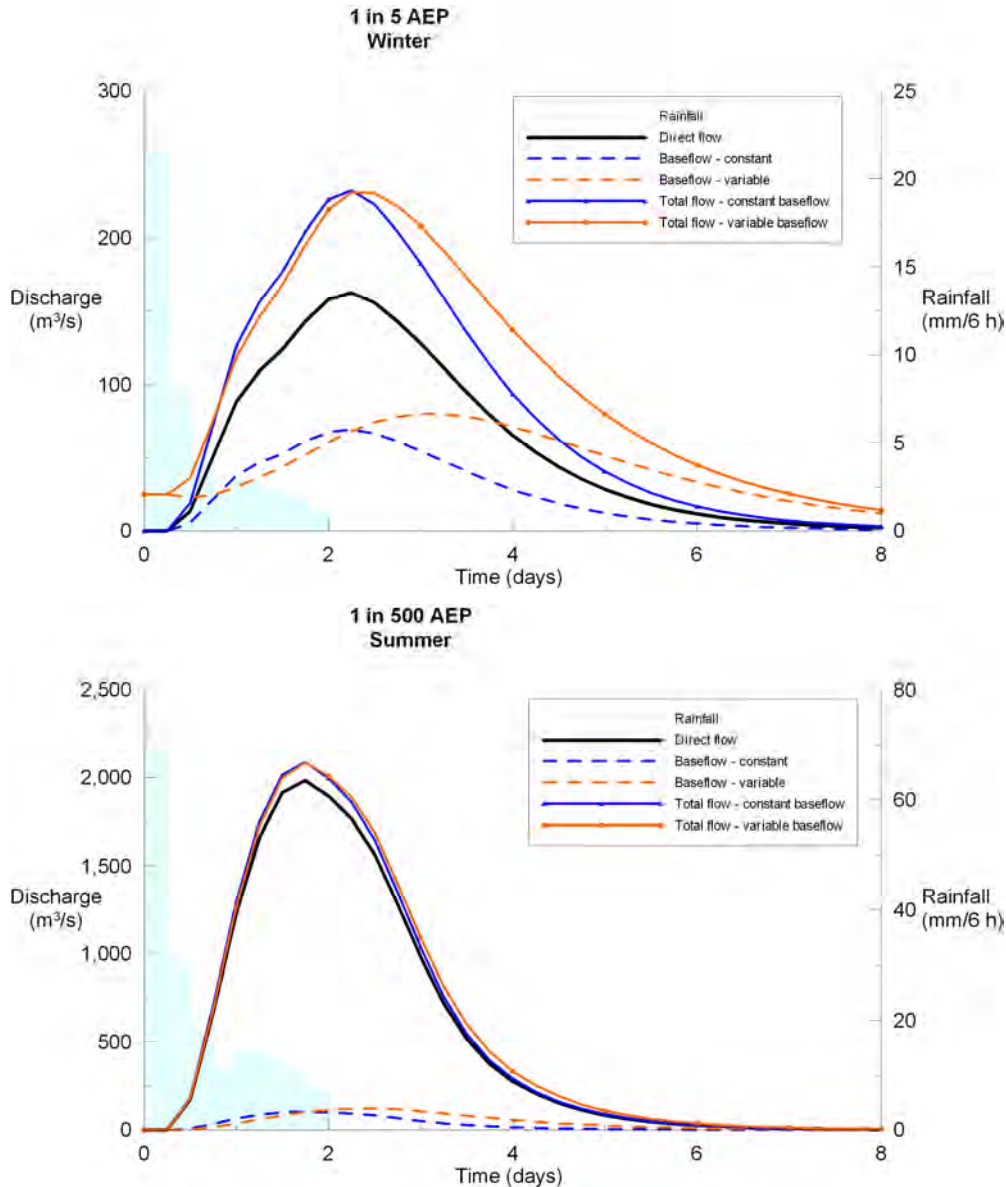 1 in 5 AEP
Winter
300
25
Rainfall
Direct flow
Baseflow - constant
Baseflow - variable
Total flow - constant baseflow
Total flow - variable baseflow
20
200
15
Discharge
(m³/s)
Rainfall
(mm/6 h)
10
100
5
0
0
0
2
4
6
8
Time (days)
1 in 500 AEP
Summer
2,500
80
Rainfall
Direct flow
Baseflow - constant
Baseflow - variable
Total flow - constant baseflow
Total flow - variable baseflow
2,000
60
1,500
Discharge
(m³/s)
Rainfall
(mm/6 h)
40
1,000
20
500
0
0
0
2
4
6
8
Time (days)